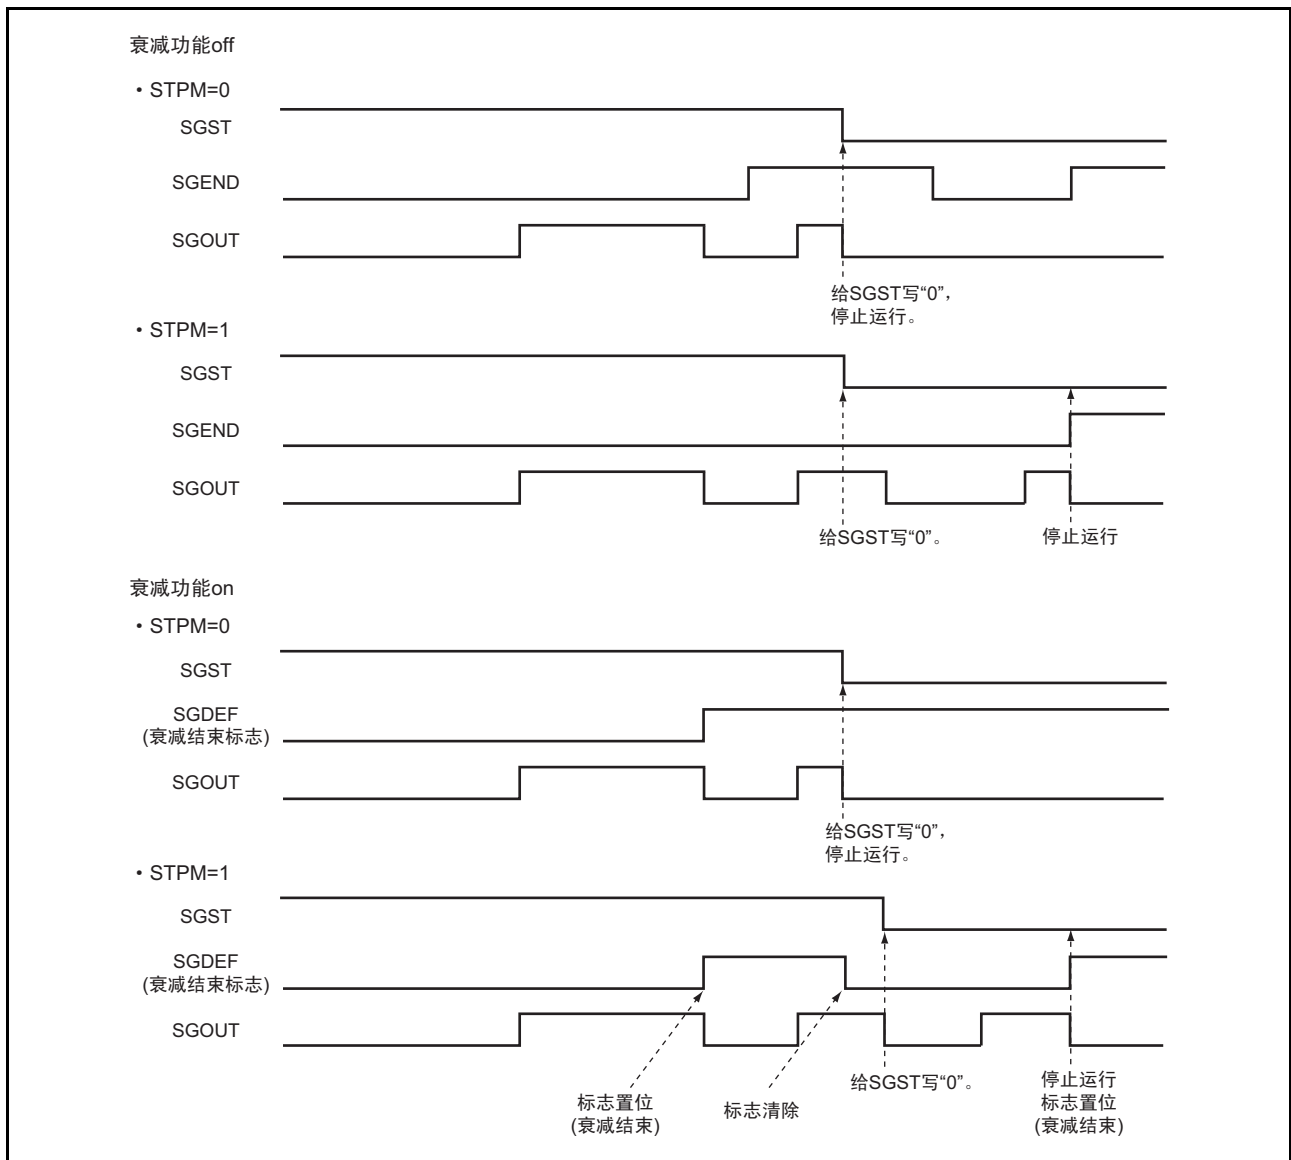 衰减功能off
・STPM=0
SGST
SGEND
SGOUT
给SGST写“0”，
停止运行。
・STPM=1
SGST
SGEND
SGOUT
给SGST写“0”。
停止运行
衰减功能on
・STPM=0
SGST
SGDEF
(衰减结束标志)
SGOUT
给SGST写“0”，
停止运行。
・STPM=1
SGST
SGDEF
(衰减结束标志)
SGOUT
标志置位
(衰减结束)
标志清除
给SGST写“0”。
停止运行
标志置位
(衰减结束)